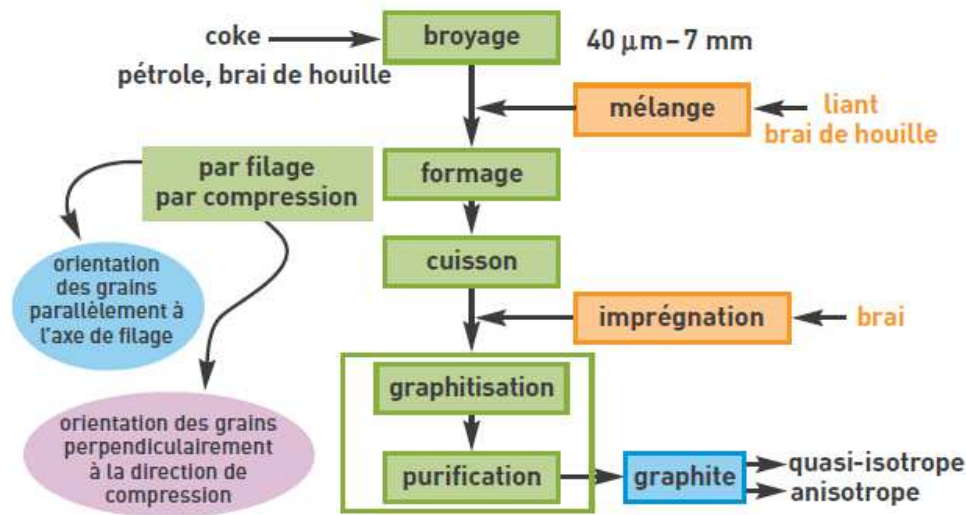 coke
broyage
40 µm – 7 mm
pétrole, brai de houille
mélange
liant
brai de houille
par filage
par compression
formage
orientation
des grains
parallèlement à
l'axe de filage
cuisson
imprégnation
brai
graphitisation
orientation des grains
perpendiculairement
à la direction de
compression
purification
graphite
quasi-isotrope
anisotrope